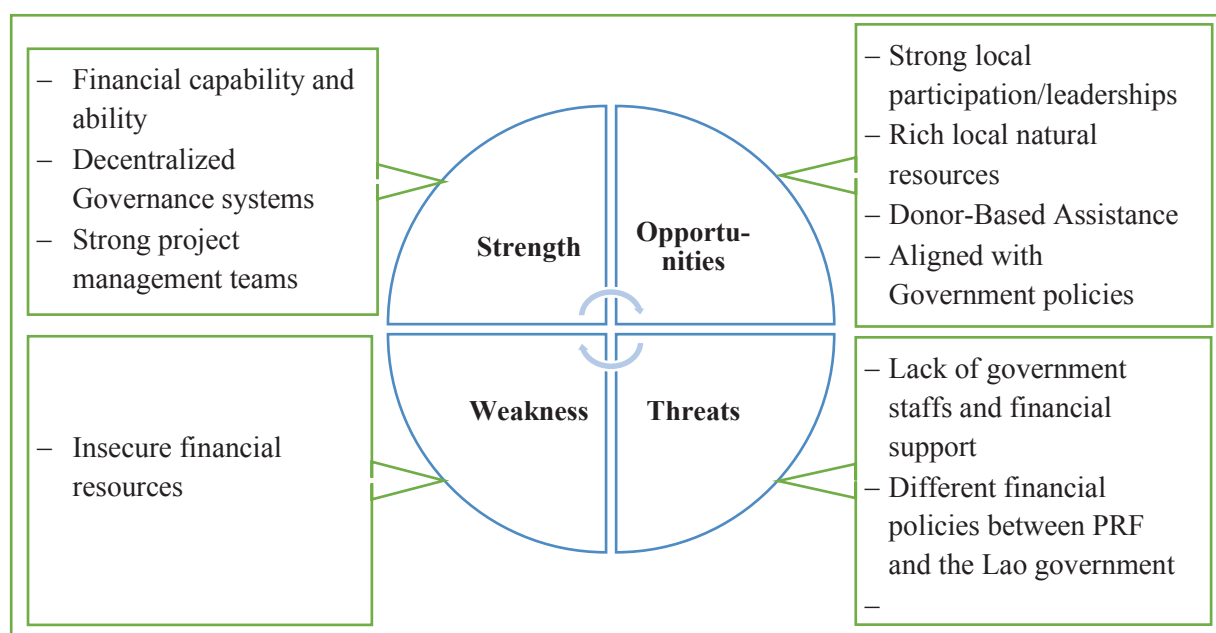 – Financial capability and
ability
– Decentralized
Governance systems
– Strong project
management teams
Strength
Opportu-
nities
– Strong local
participation/leaderships
– Rich local natural
resources
– Donor-Based Assistance
– Aligned with
Government policies
– Insecure financial
resources
Weakness
Threats
– Lack of government
staffs and financial
support
– Different financial
policies between PRF
and the Lao government
–